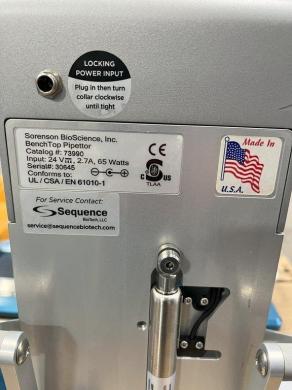 LOCKING
POWER INPUT
Plug in then turn
collar clockwise
until tight
Sorenson BioScience, Inc.
BenchTop Pipettor
Catalog #: 73990
Input: 24 V, 2.7A, 65 Watts
Serial#: 30645
Conforms to:
UL / CSA / EN 61010-1
CE
C US
TLAA
Made In
U.S.A.
For Service Contact:
Sequence
BioTech, LLC
service@sequencebiotech.com